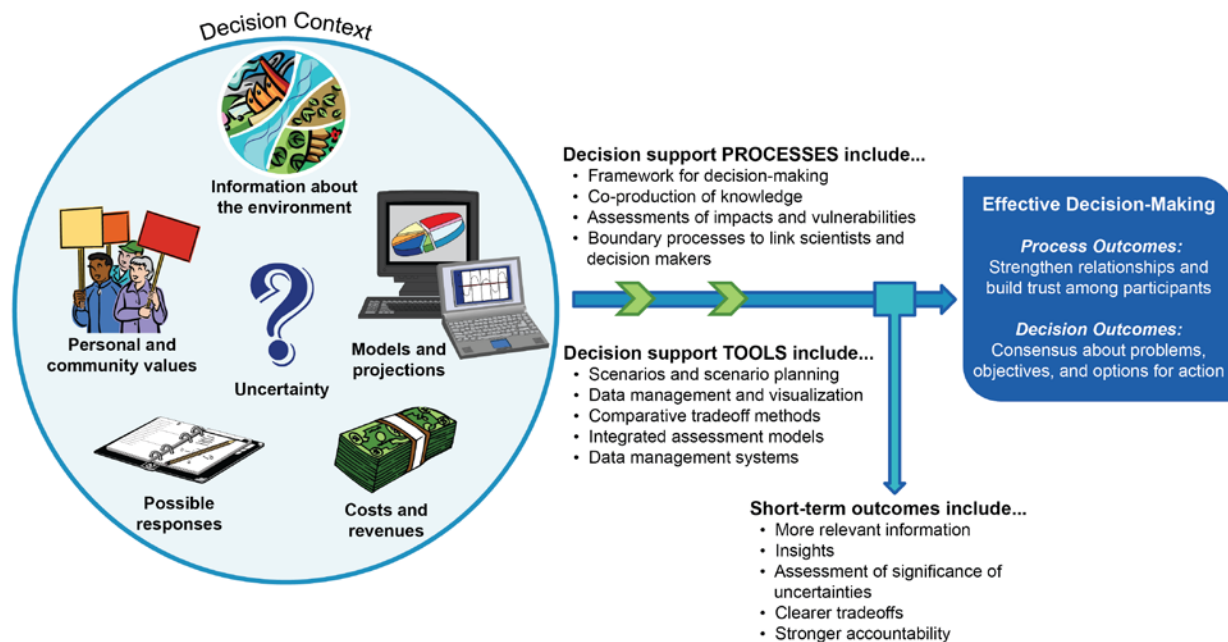 Decision Context
Information about
the environment
Personal and
community values
Uncertainty
Models and
projections
Possible
responses
Costs and
revenues
Decision support PROCESSES include...
• Framework for decision-making
• Co-production of knowledge
• Assessments of impacts and vulnerabilities
• Boundary processes to link scientists and
decision makers
Decision support TOOLS include...
• Scenarios and scenario planning
• Data management and visualization
• Comparative tradeoff methods
• Integrated assessment models
• Data management systems
Short-term outcomes include...
• More relevant information
• Insights
• Assessment of significance of
uncertainties
• Clearer tradeoffs
• Stronger accountability
Effective Decision-Making
Process Outcomes:
Strengthen relationships and
build trust among participants
Decision Outcomes:
Consensus about problems,
objectives, and options for action